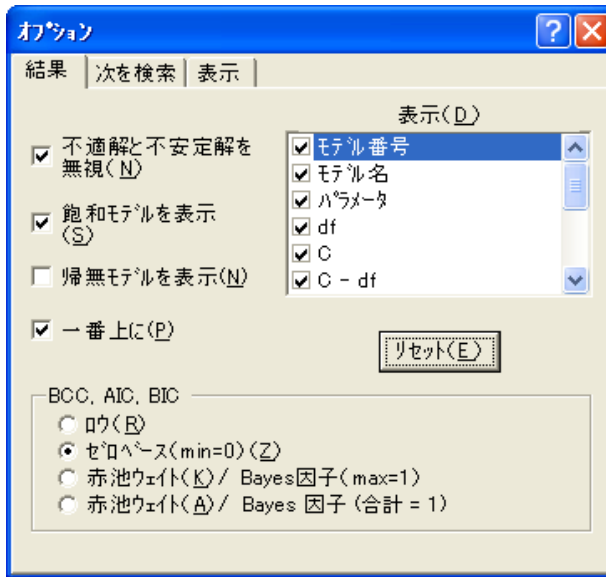 オプション
結果
次を検索
表示
表示(D)
不適解と不安定解を
無視(N)
飽和モデルを表示
(S)
帰無モデルを表示(N)
一番上に(P)
モデル番号
モデル名
パラメータ
df
C
C - df
リセット(E)
BCC, AIC, BIC
ロウ(R)
ゼロベース(min=0)(Z)
赤池ウェイト(K)/ Bayes因子(max=1)
赤池ウェイト(A)/ Bayes 因子 (合計 = 1)